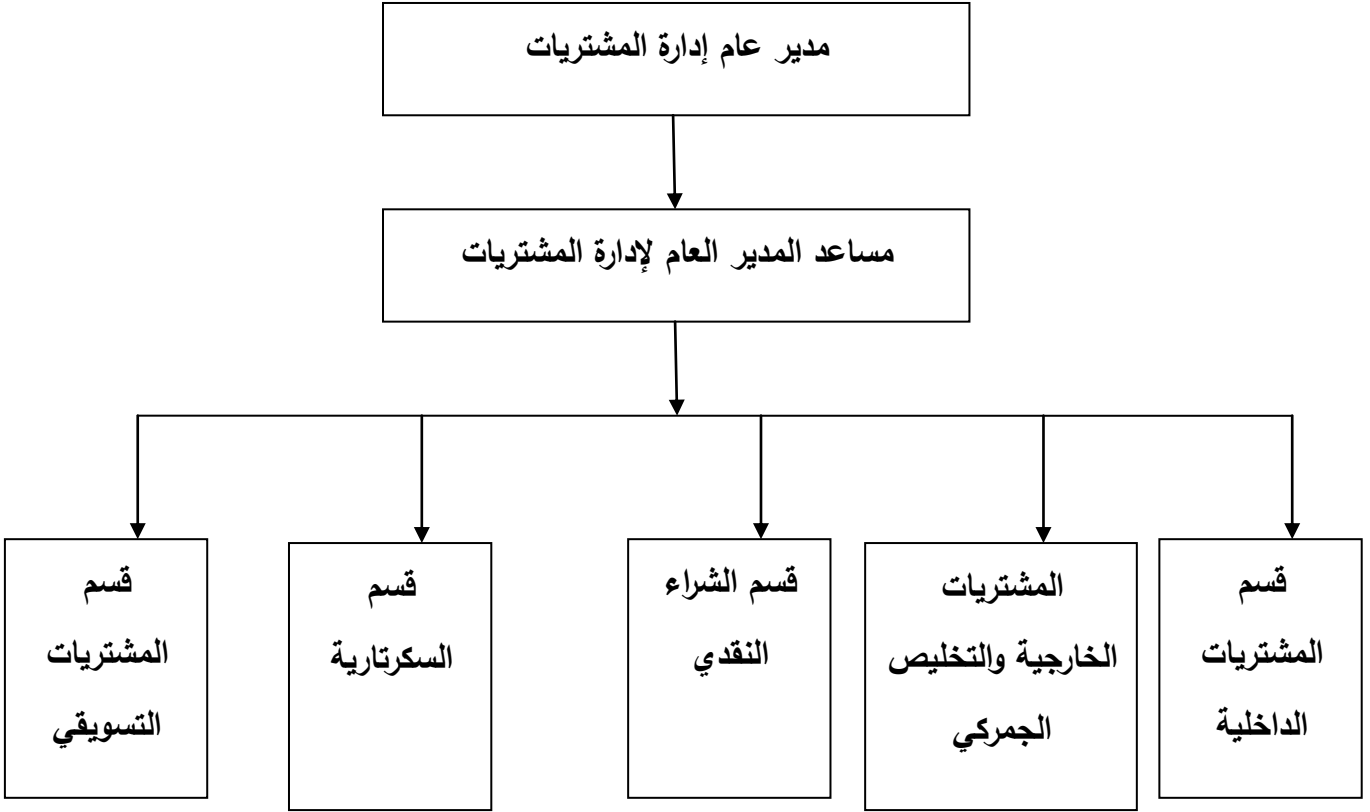 مدير عام إدارة المشتريات
مساعد المدير العام لإدارة المشتريات
قسم
المشتريات
الداخلية
المشتريات
الخارجية والتخليص
الجمركي
قسم الشراء
النقدي
قسم
السكرتارية
قسم
المشتريات
التسويقي